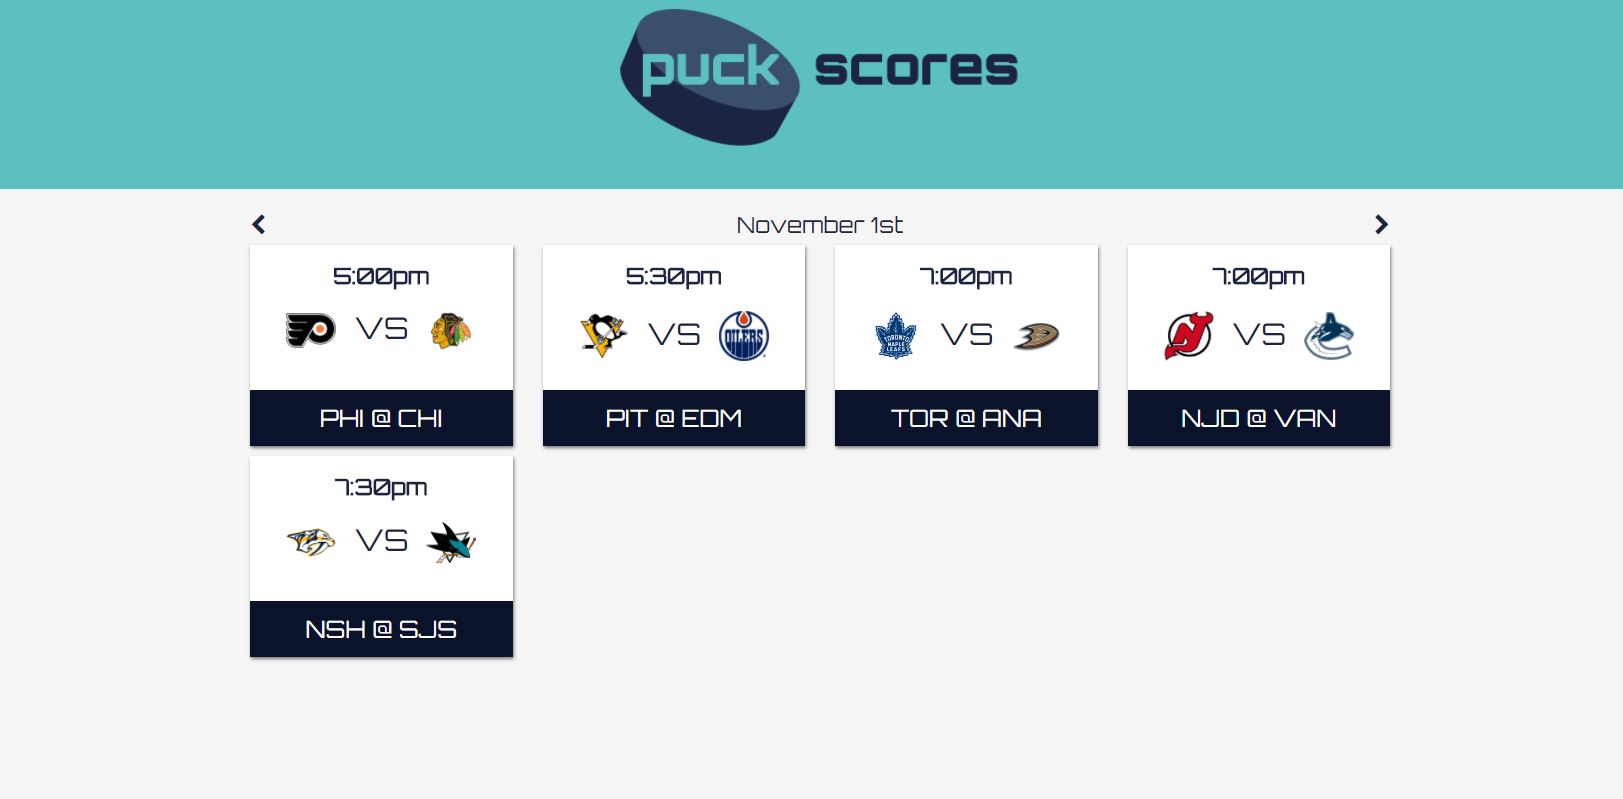 puck scores
November 1st
5:00pm
VS
PHI @ CHI
5:30pm
VS
OILERS
PIT @ EDM
7:00pm
TORONTO
MAPLE
LEAFS
VS
TOR @ ANA
7:00pm
VS
NJD @ VAN
7:30pm
VS
NSH @ SJS